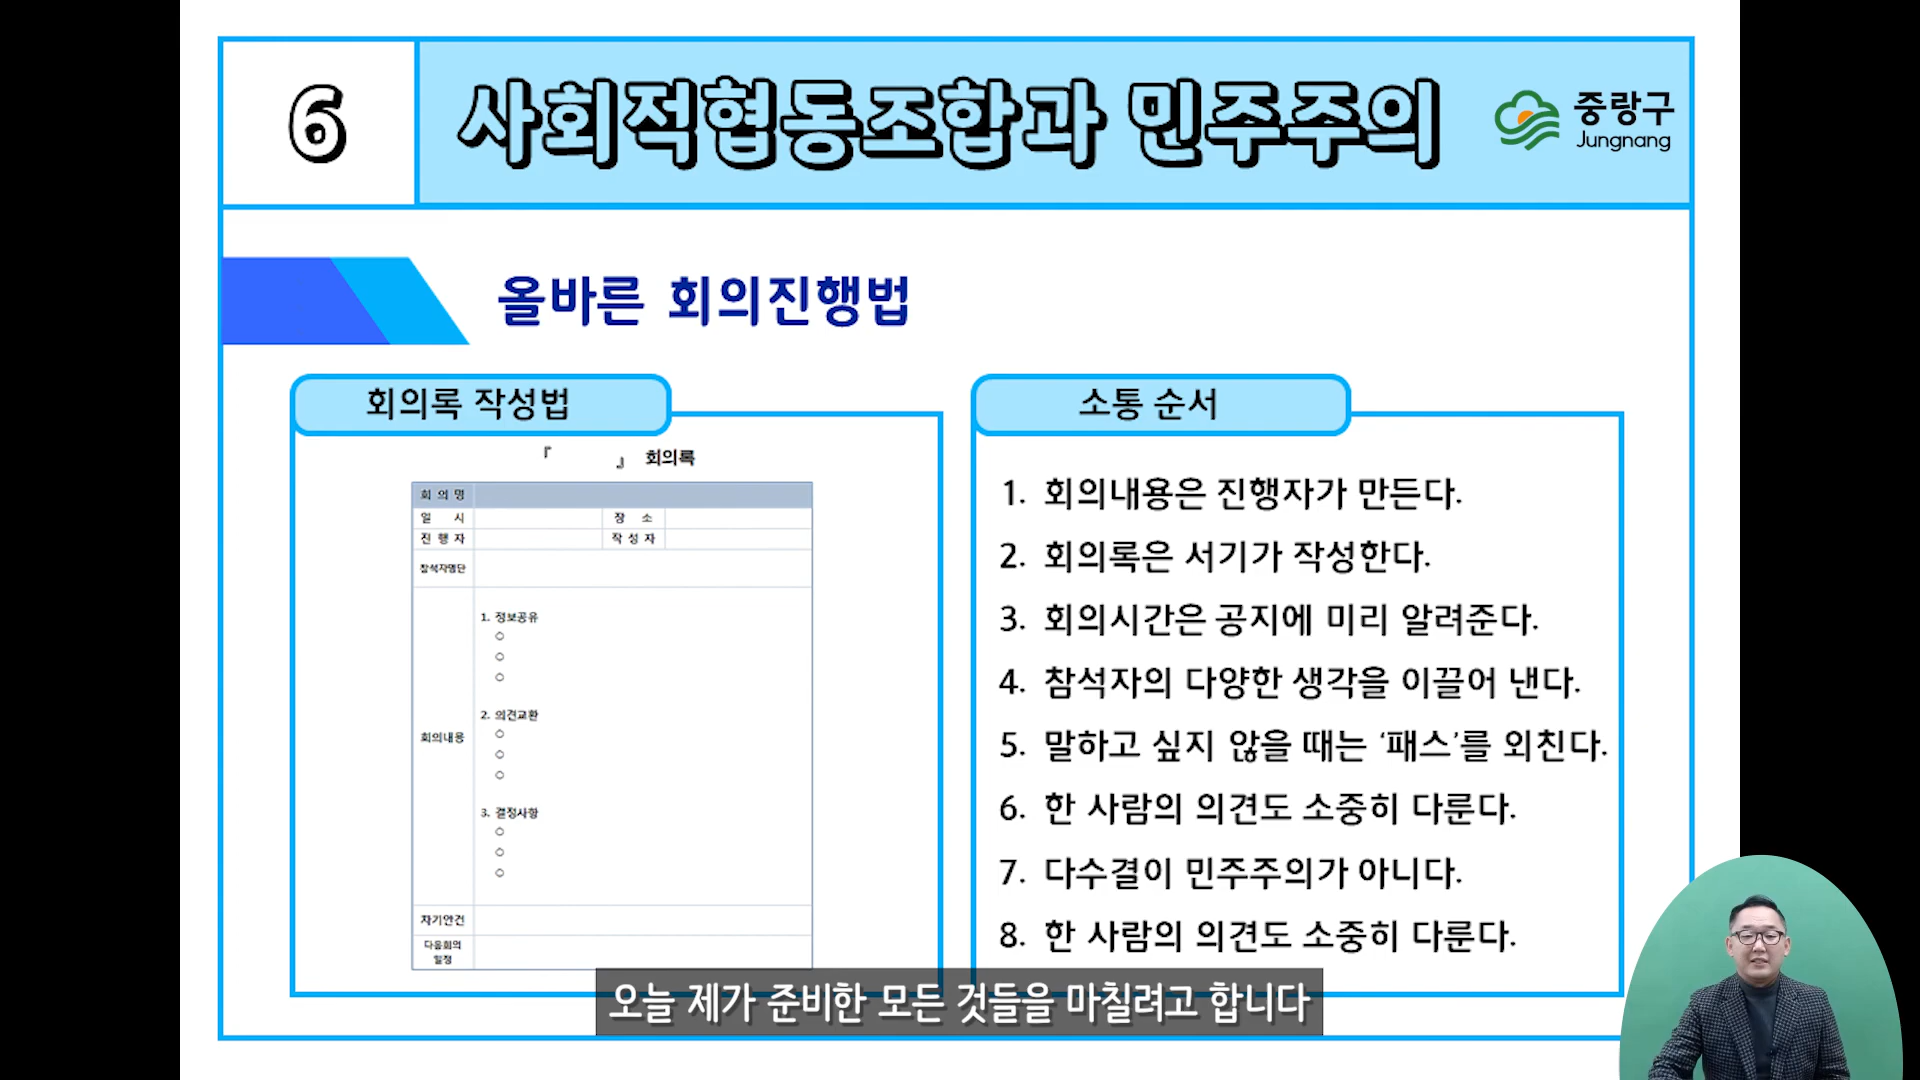 6
사회적협동조합과 민주주의
중랑구
Jungnang
올바른 회의진행법
회의록 작성법
『 』 회의록
회 의 명
일 시
장 소
진 행 자
작 성 자
참석자명단
회의내용
1. 정보공유
○
○
○
2. 의견교환
○
○
○
3. 결정사항
○
○
○
차기안건
다음회의
일정
소통 순서
1. 회의내용은 진행자가 만든다.
2. 회의록은 서기가 작성한다.
3. 회의시간은 공지에 미리 알려준다.
4. 참석자의 다양한 생각을 이끌어 낸다.
5. 말하고 싶지 않을 때는 ‘패스’를 외친다.
6. 한 사람의 의견도 소중히 다룬다.
7. 다수결이 민주주의가 아니다.
8. 한 사람의 의견도 소중히 다룬다.
오늘 제가 준비한 모든 것들을 마칠려고 합니다